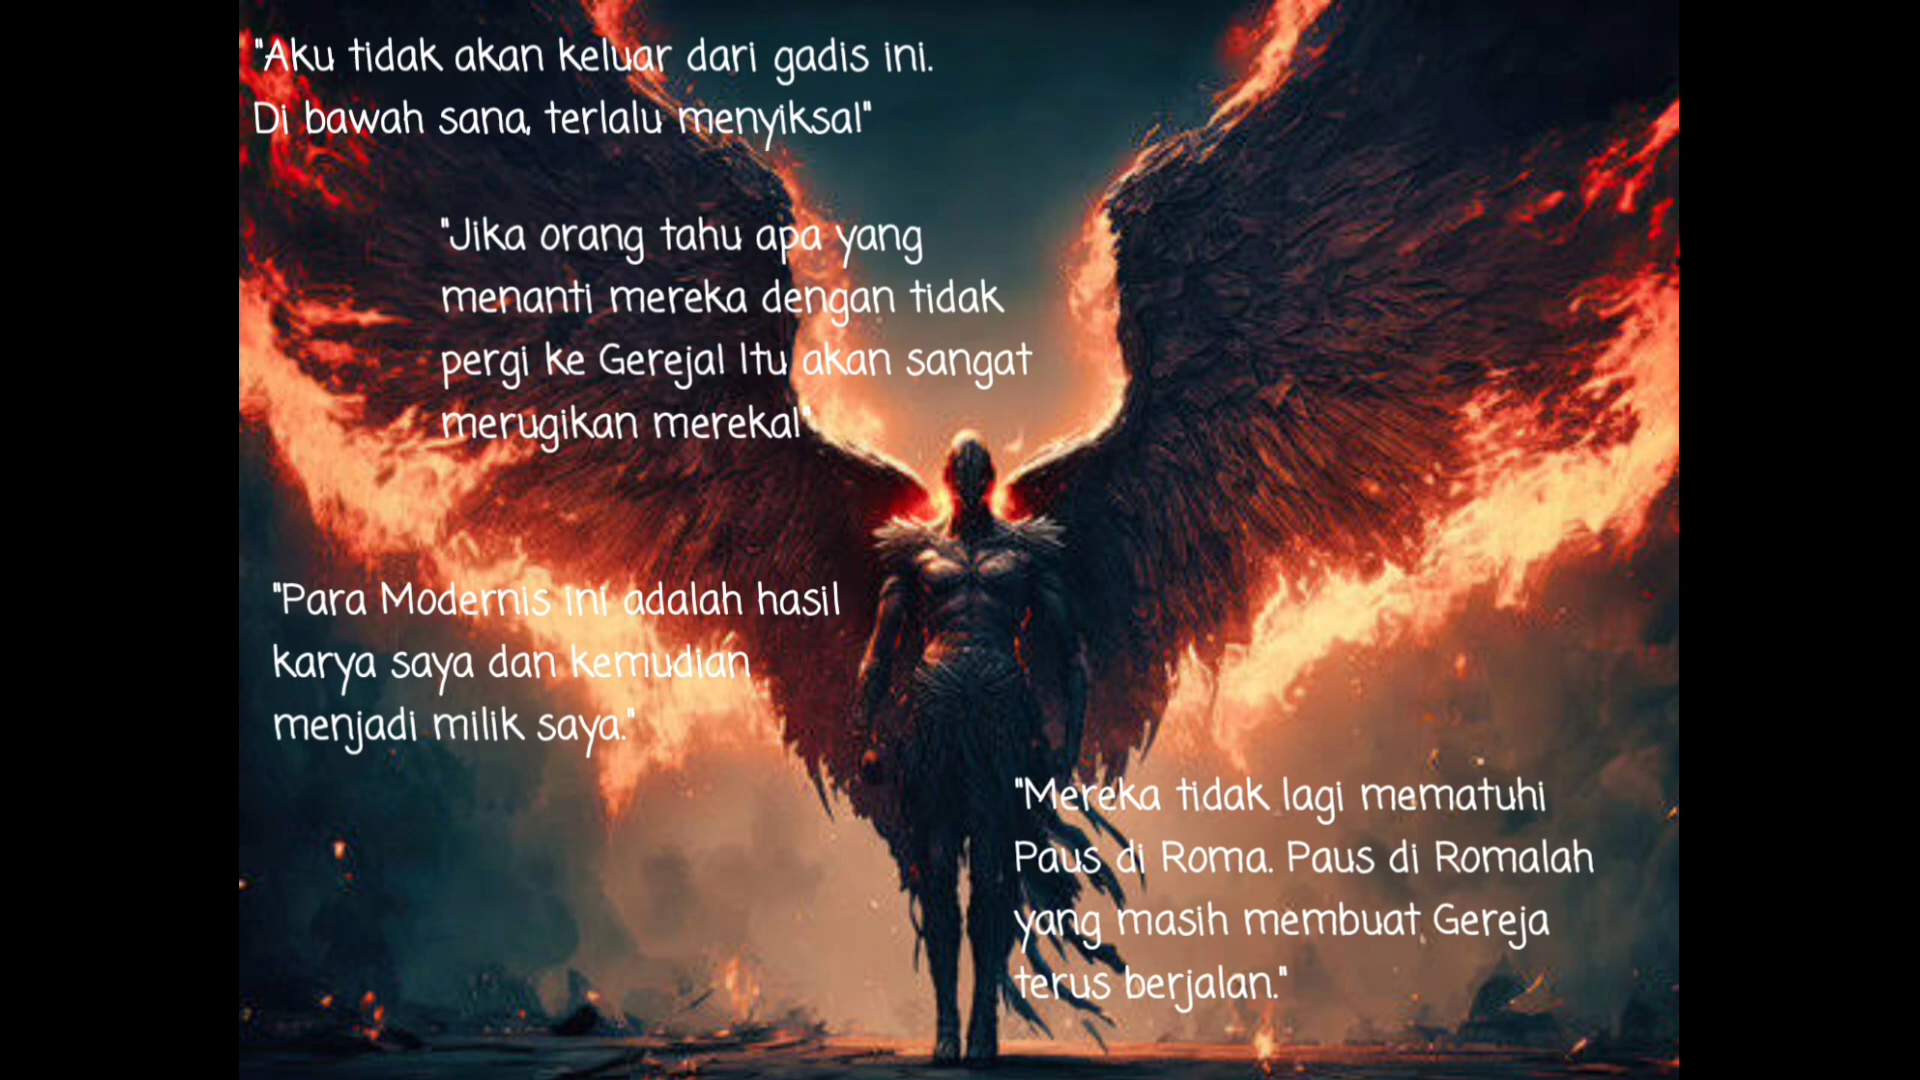 "Aku tidak akan keluar dari gadis ini.
Di bawah sana, terlalu menyiksa!"
"Jika orang tahu apa yang
menanti mereka dengan tidak
pergi ke Gereja! Itu akan sangat
merugikan mereka!"
"Para Modernis ini adalah hasil
karya saya dan kemudian
menjadi milik saya."
"Mereka tidak lagi mematuhi
Paus di Roma. Paus di Romalah
yang masih membuat Gereja
terus berjalan."